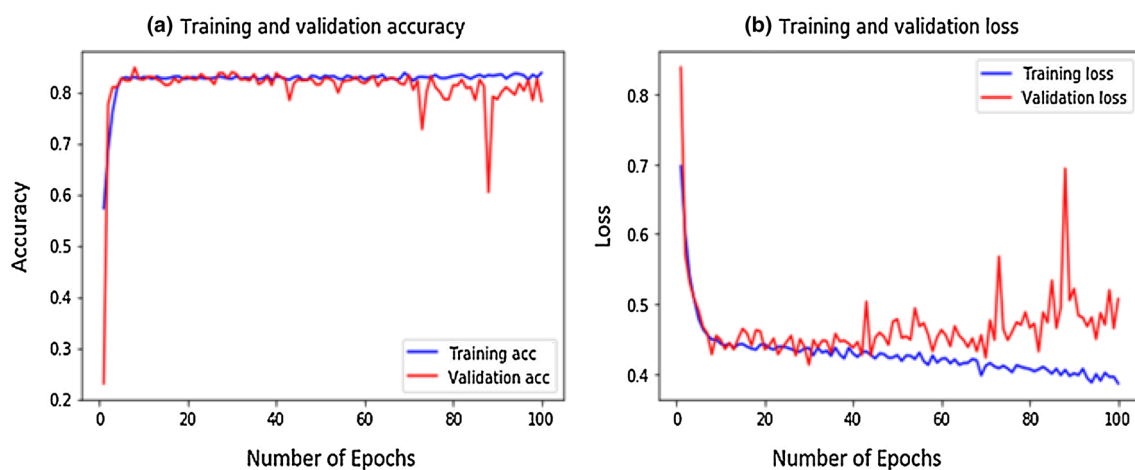 (a) Training and validation accuracy
Accuracy
0.8
0.7
0.6
0.5
0.4
0.3
0.2
Training acc
Validation acc
0 20 40 60 80 100
Number of Epochs
(b) Training and validation loss
Loss
0.8
0.7
0.6
0.5
0.4
Training loss
Validation loss
0 20 40 60 80 100
Number of Epochs